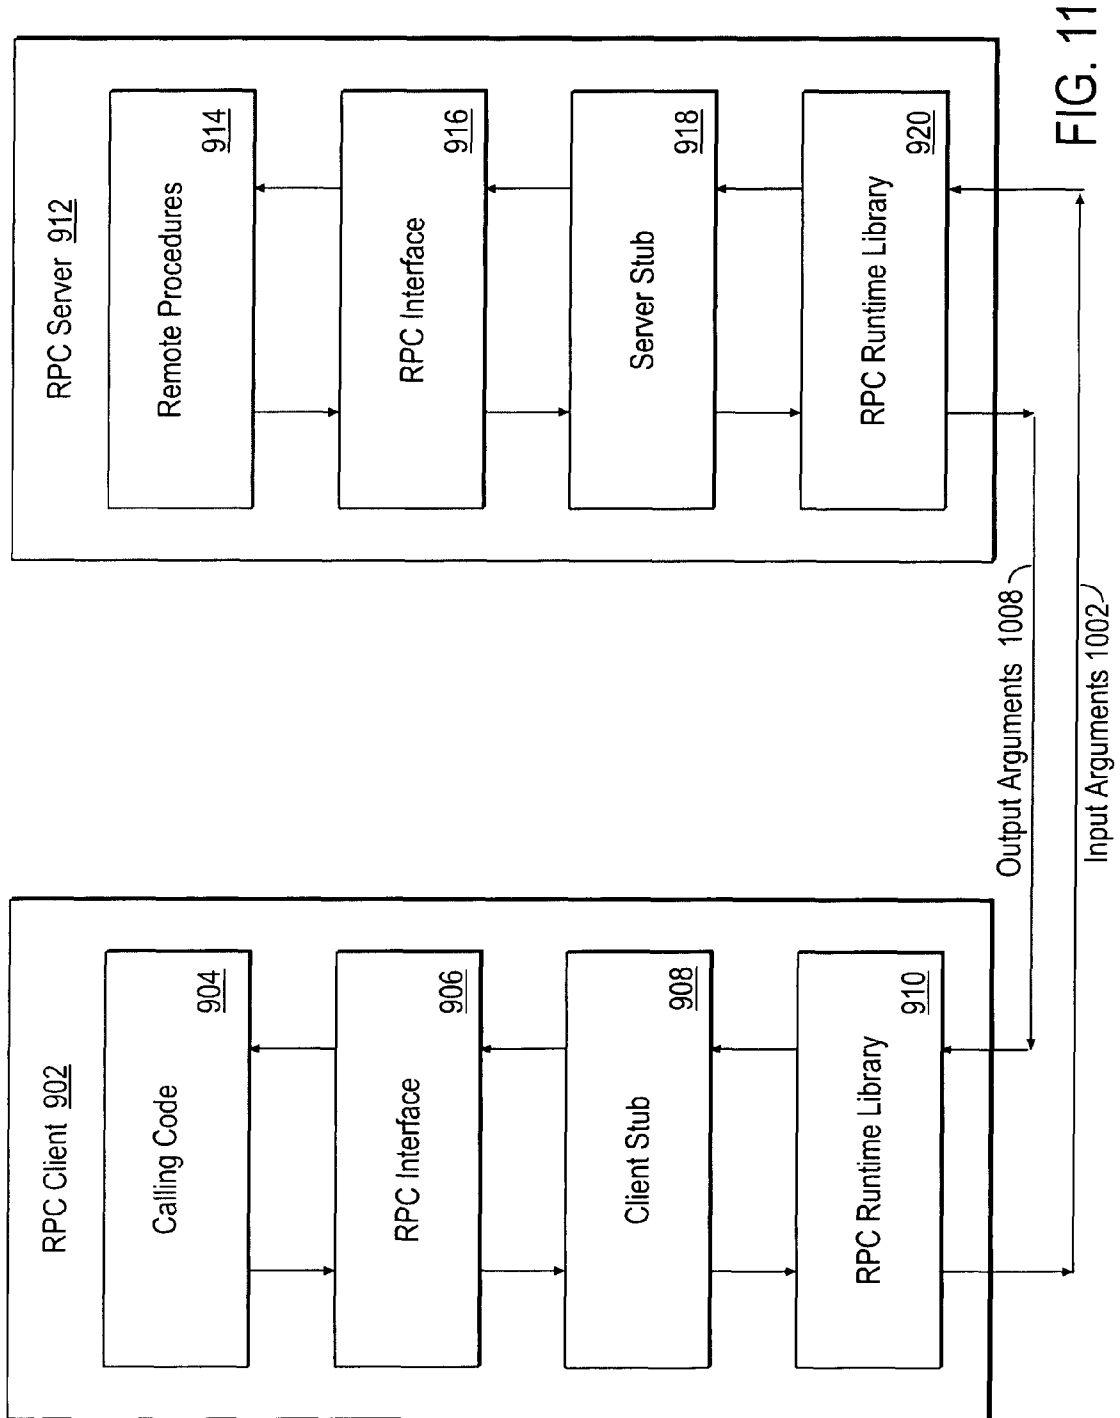 RPC Client 902
Calling Code
904
RPC Interface
906
Client Stub
908
RPC Runtime Library
910
RPC Server 912
Remote Procedures
914
RPC Interface
916
Server Stub
918
RPC Runtime Library
920
Output Arguments 1008
Input Arguments 1002
FIG. 11